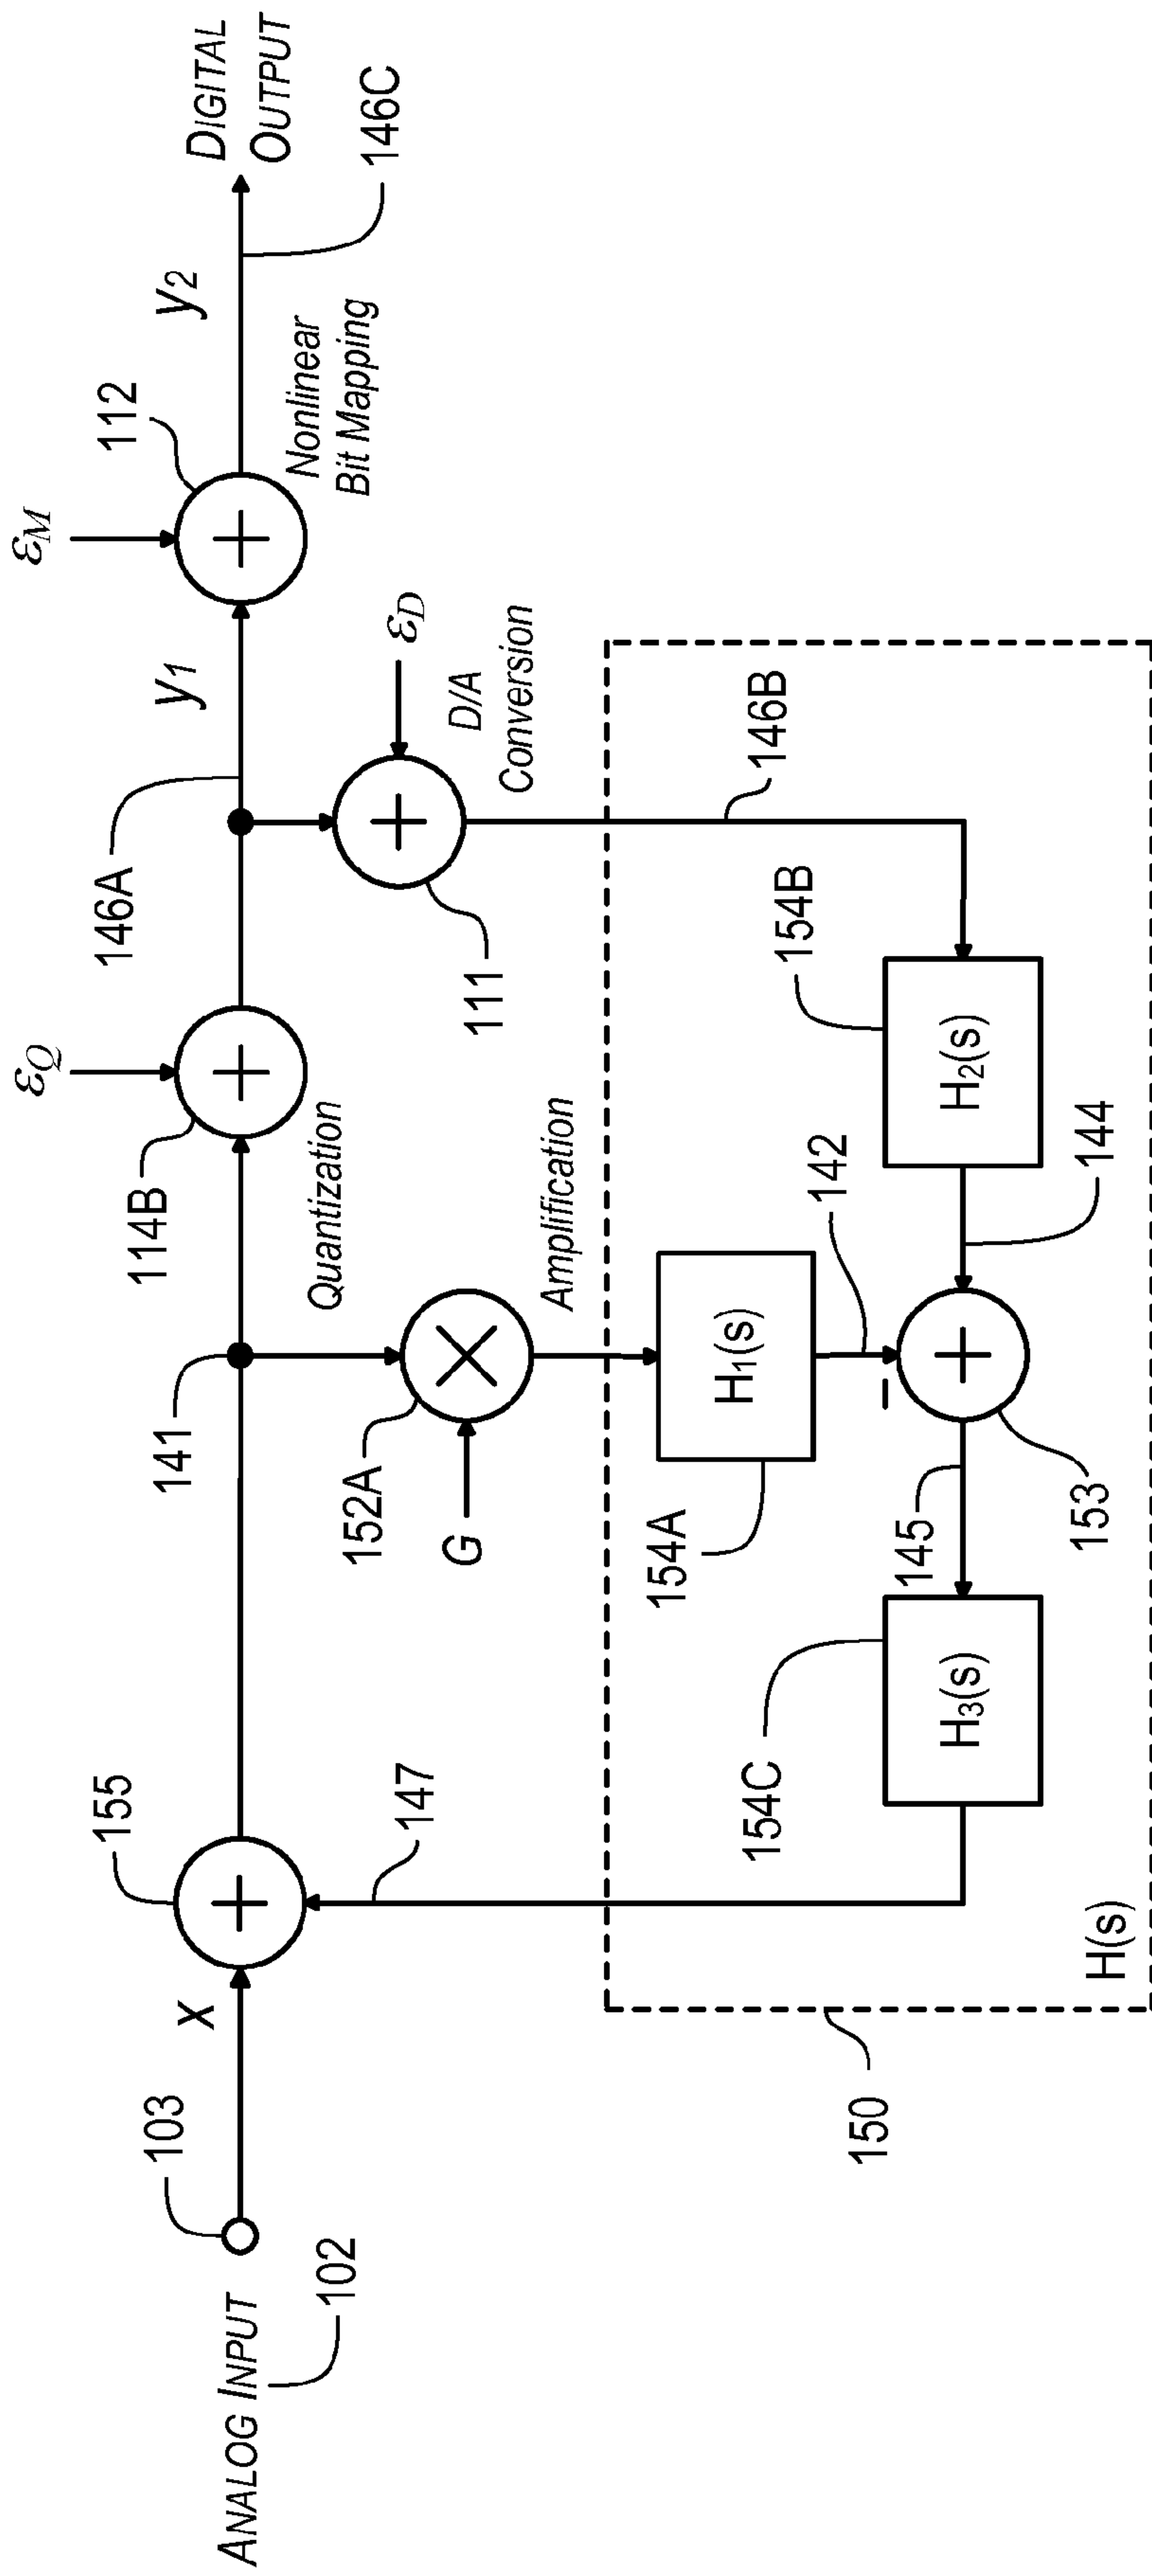 ANALOG INPUT
102
103
x
155
147
141
114B
εQ
Quantization
146A
y1
εM
112
Nonlinear
Bit Mapping
y2
146C
DIGITAL
OUTPUT
G
152A
Amplification
111
εD
D/A
Conversion
146B
154A
H1(s)
142
–
154B
H2(s)
144
153
145
154C
H3(s)
H(s)
150